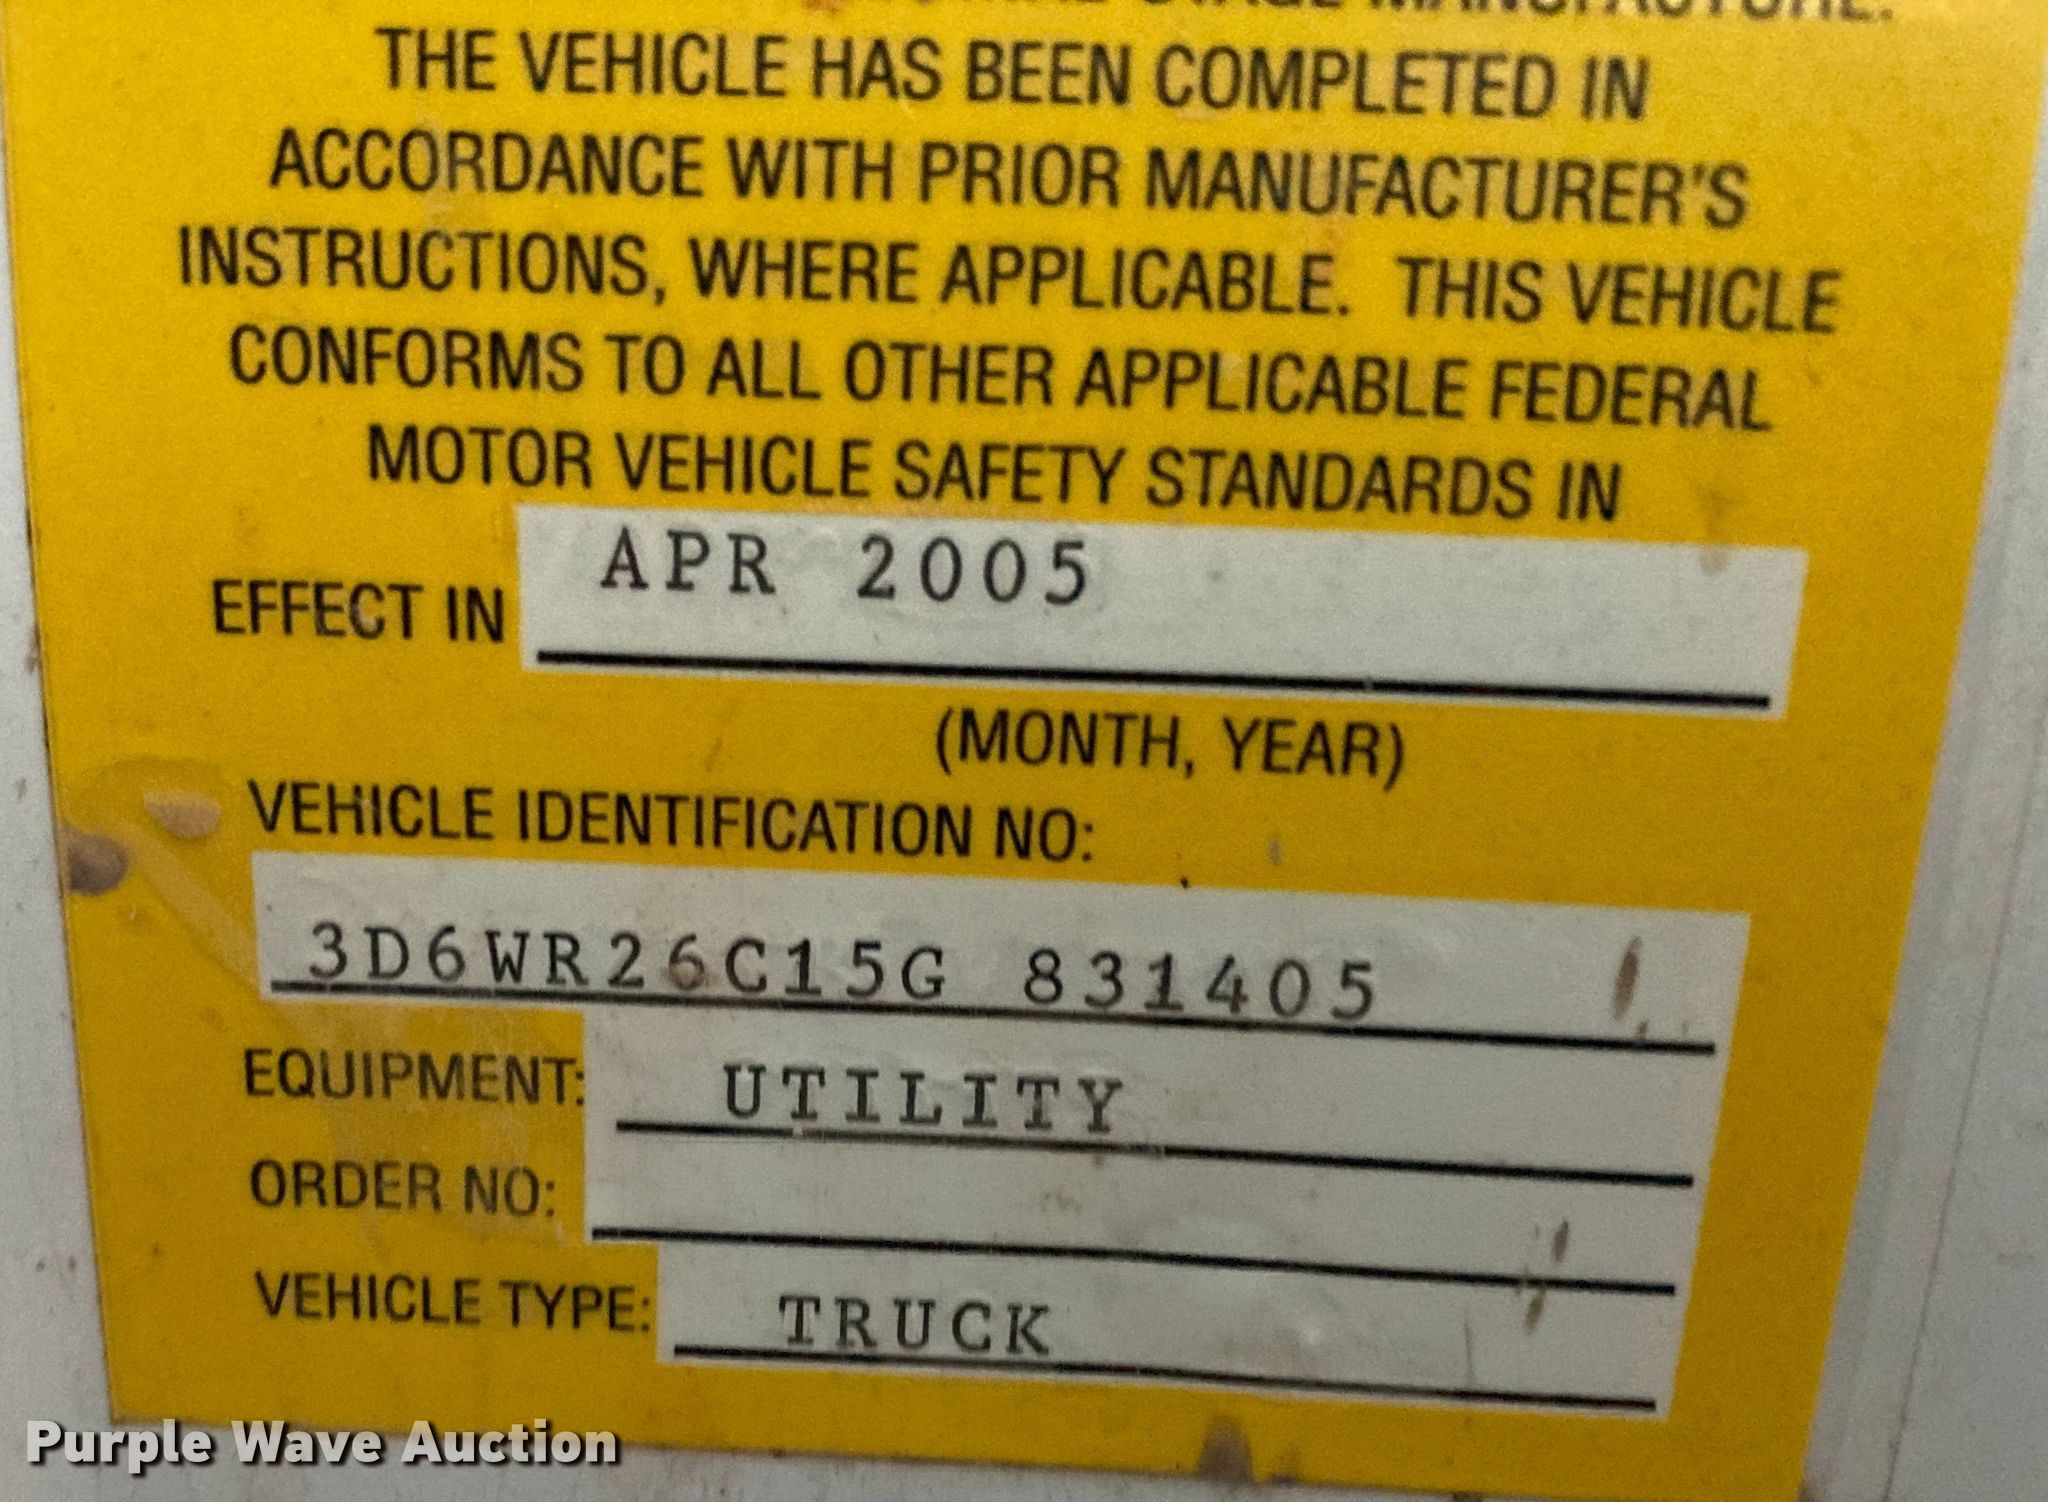 MANUFACTURE.
THE VEHICLE HAS BEEN COMPLETED IN
ACCORDANCE WITH PRIOR MANUFACTURER'S
INSTRUCTIONS, WHERE APPLICABLE. THIS VEHICLE
CONFORMS TO ALL OTHER APPLICABLE FEDERAL
MOTOR VEHICLE SAFETY STANDARDS IN
EFFECT IN APR 2005
(MONTH, YEAR)
VEHICLE IDENTIFICATION NO:
3D6WR26C15G 831405
EQUIPMENT: UTILITY
ORDER NO:
VEHICLE TYPE: TRUCK
Purple Wave Auction